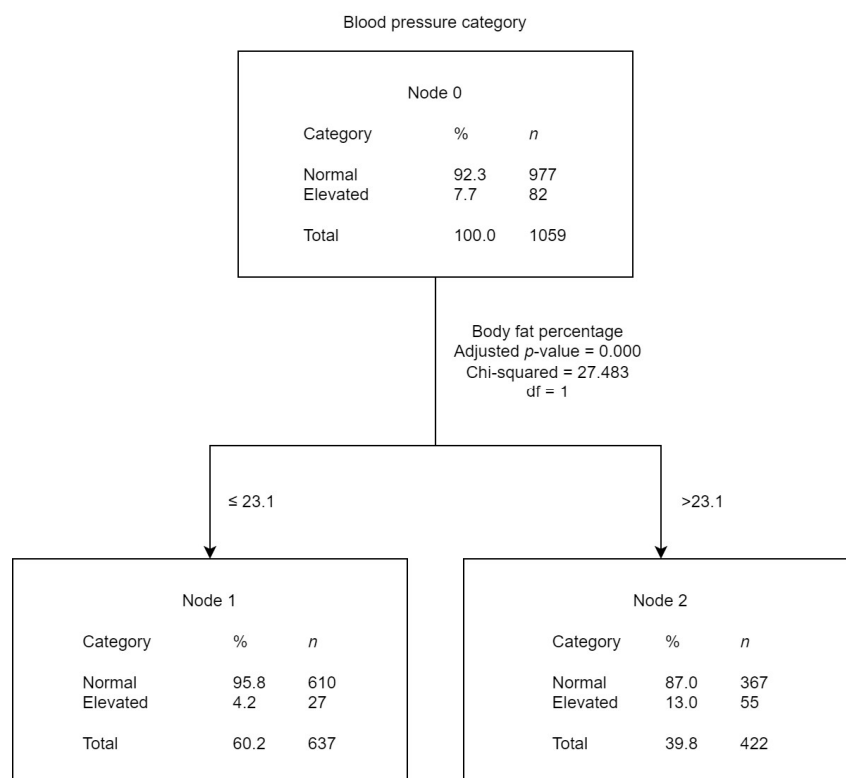 Blood pressure category
Node 0
Category % n
Normal 92.3 977
Elevated 7.7 82
Total 100.0 1059
Body fat percentage
Adjusted p-value = 0.000
Chi-squared = 27.483
df = 1
≤ 23.1
>23.1
Node 1
Category % n
Normal 95.8 610
Elevated 4.2 27
Total 60.2 637
Node 2
Category % n
Normal 87.0 367
Elevated 13.0 55
Total 39.8 422